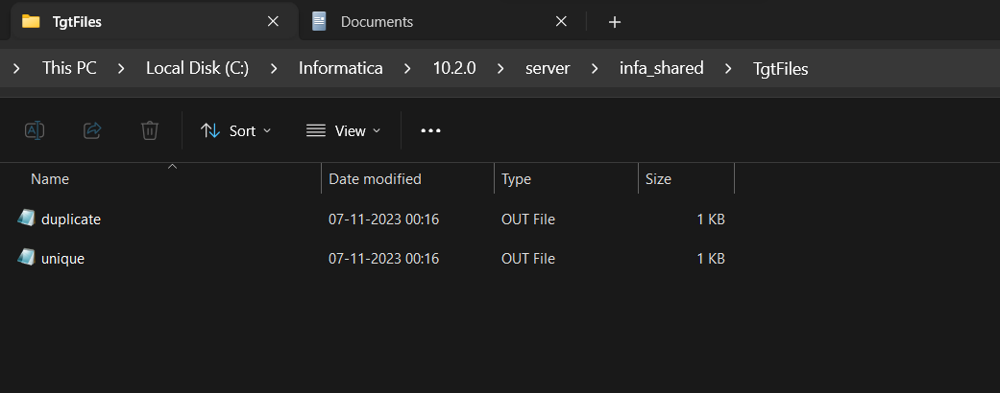 TgtFiles Documents
This PC Local Disk (C:) Informatica 10.2.0 server infa_shared TgtFiles
Sort View
Name Date modified Type Size
duplicate 07-11-2023 00:16 OUT File 1 KB
unique 07-11-2023 00:16 OUT File 1 KB